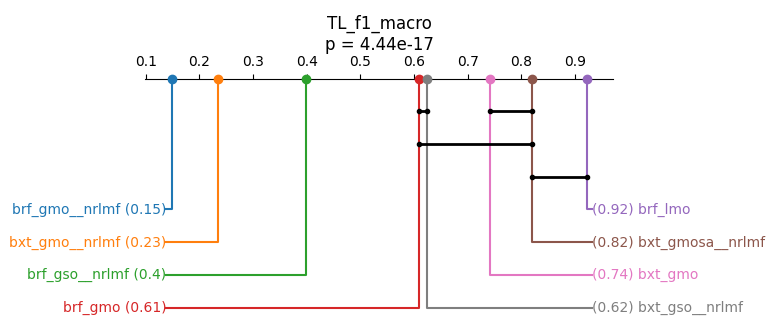 TL_f1_macro
p = 4.44e-17
0.1 0.2 0.3 0.4 0.5 0.6 0.7 0.8 0.9
brf_gmo__nrlmf (0.15) (0.92) brf_lmo
bxt_gmo__nrlmf (0.23) (0.82) bxt_gmosa__nrlmf
brf_gso__nrlmf (0.4) (0.74) bxt_gmo
brf_gmo (0.61) (0.62) bxt_gso__nrlmf